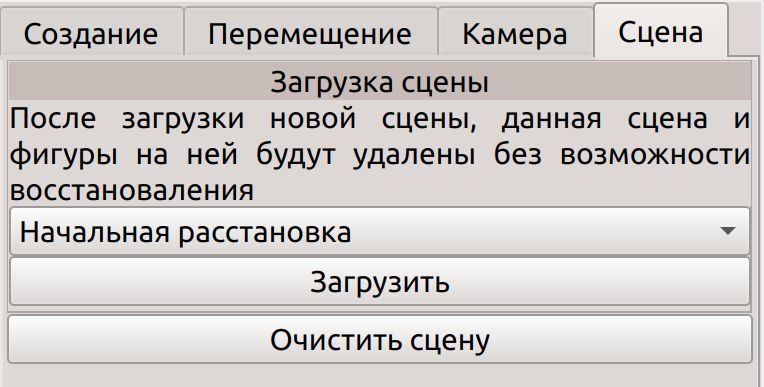 Создание Перемещение Камера Сцена
Загрузка сцены
После загрузки новой сцены, данная сцена и
фигуры на ней будут удалены без возможности
восстановаления
Начальная расстановка
Загрузить
Очистить сцену